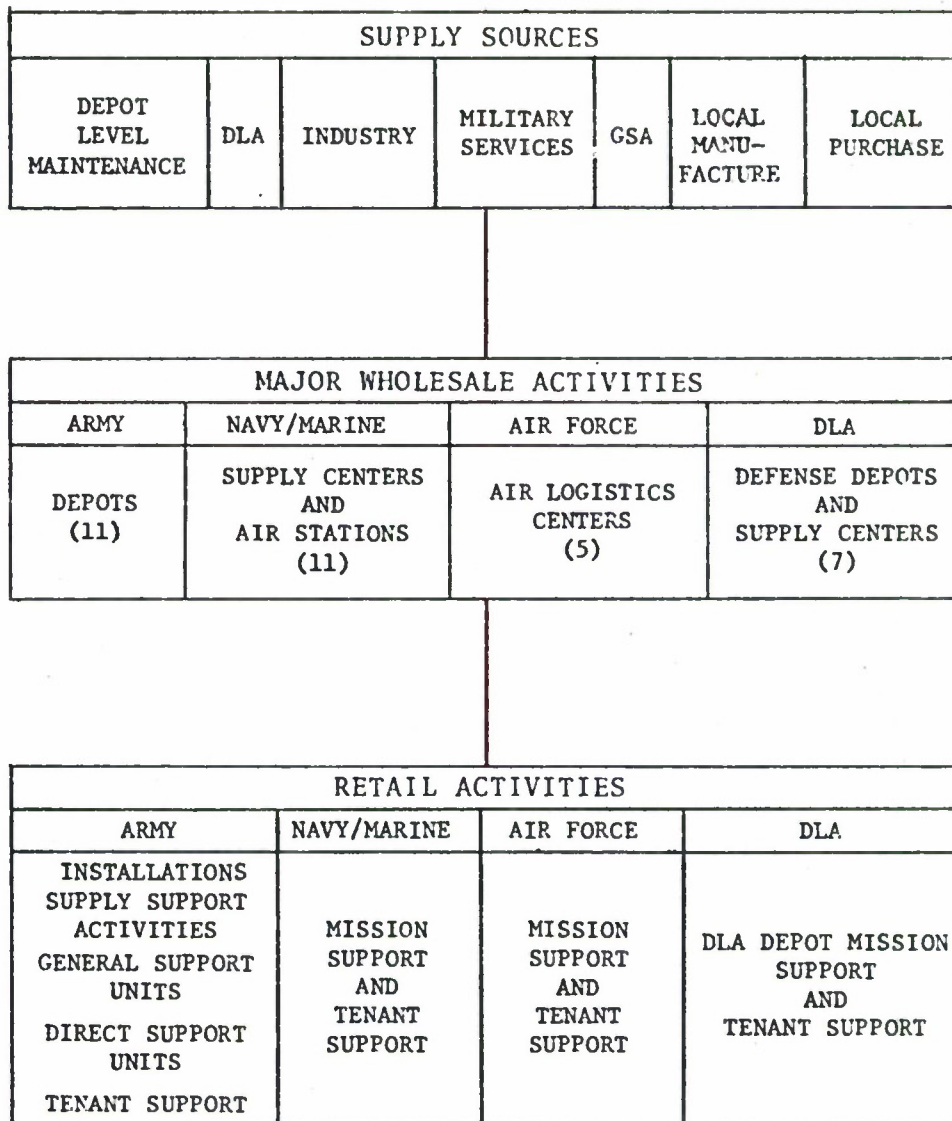 SUPPLY SOURCES
DEPOT
LEVEL
MAINTENANCE
DLA
INDUSTRY
MILITARY
SERVICES
GSA
LOCAL
MANU-
FACTURE
LOCAL
PURCHASE
MAJOR WHOLESALE ACTIVITIES
ARMY
NAVY/MARINE
AIR FORCE
DLA
DEPOTS
(11)
SUPPLY CENTERS
AND
AIR STATIONS
(11)
AIR LOGISTICS
CENTERS
(5)
DEFENSE DEPOTS
AND
SUPPLY CENTERS
(7)
RETAIL ACTIVITIES
ARMY
NAVY/MARINE
AIR FORCE
DLA
INSTALLATIONS
SUPPLY SUPPORT
ACTIVITIES
GENERAL SUPPORT
UNITS
DIRECT SUPPORT
UNITS
TENANT SUPPORT
MISSION
SUPPORT
AND
TENANT
SUPPORT
MISSION
SUPPORT
AND
TENANT
SUPPORT
DLA DEPOT MISSION
SUPPORT
AND
TENANT SUPPORT